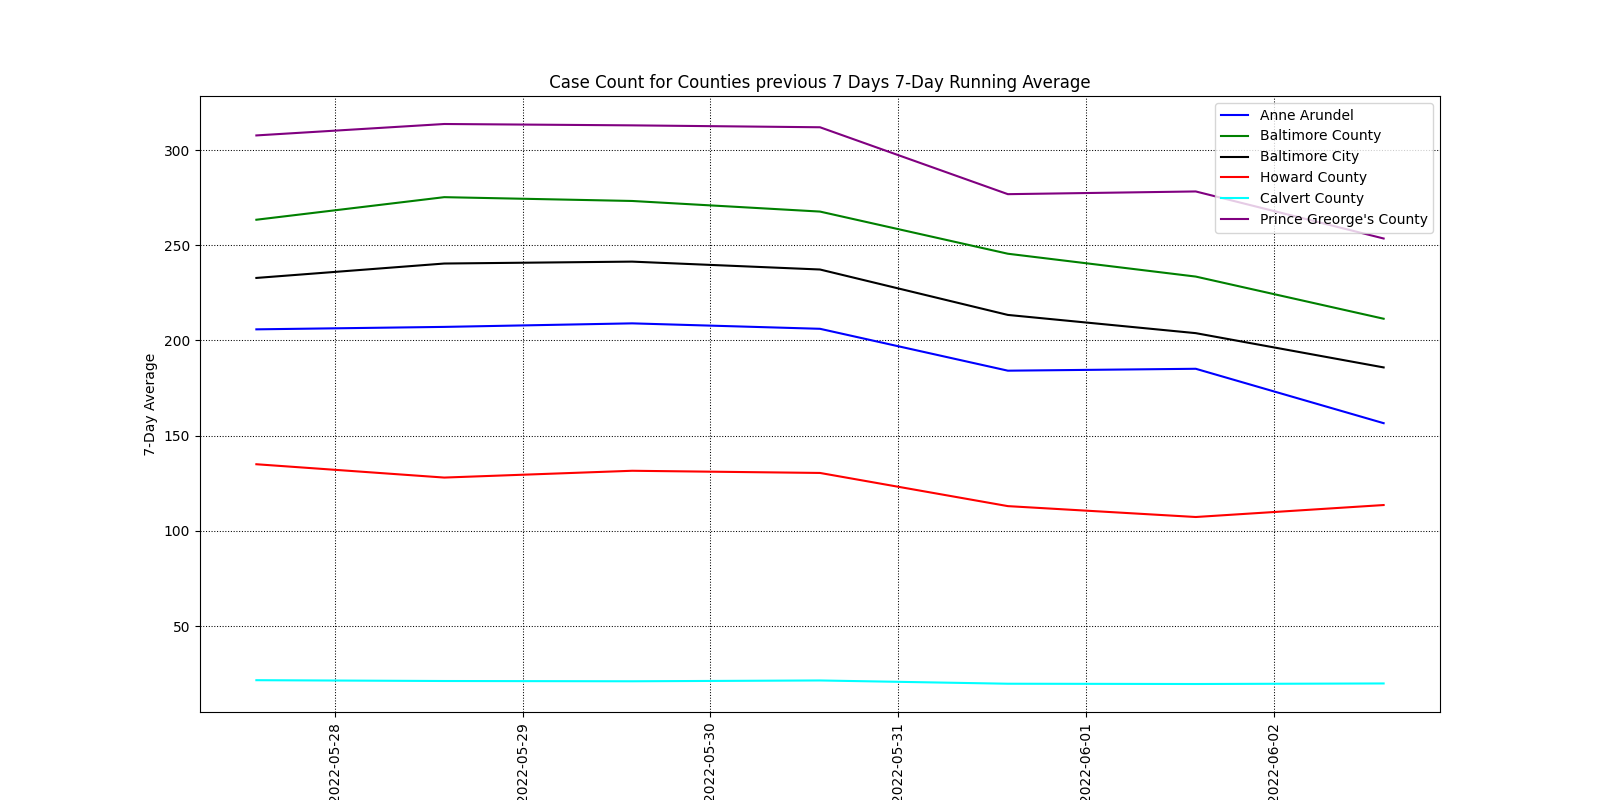 Case Count for Counties previous 7 Days 7-Day Running Average
Anne Arundel
Baltimore County
Baltimore City
Howard County
Calvert County
Prince Greorge's County
7-Day Average
300
250
200
150
100
50
2022-05-28
2022-05-29
2022-05-30
2022-05-31
2022-06-01
2022-06-02